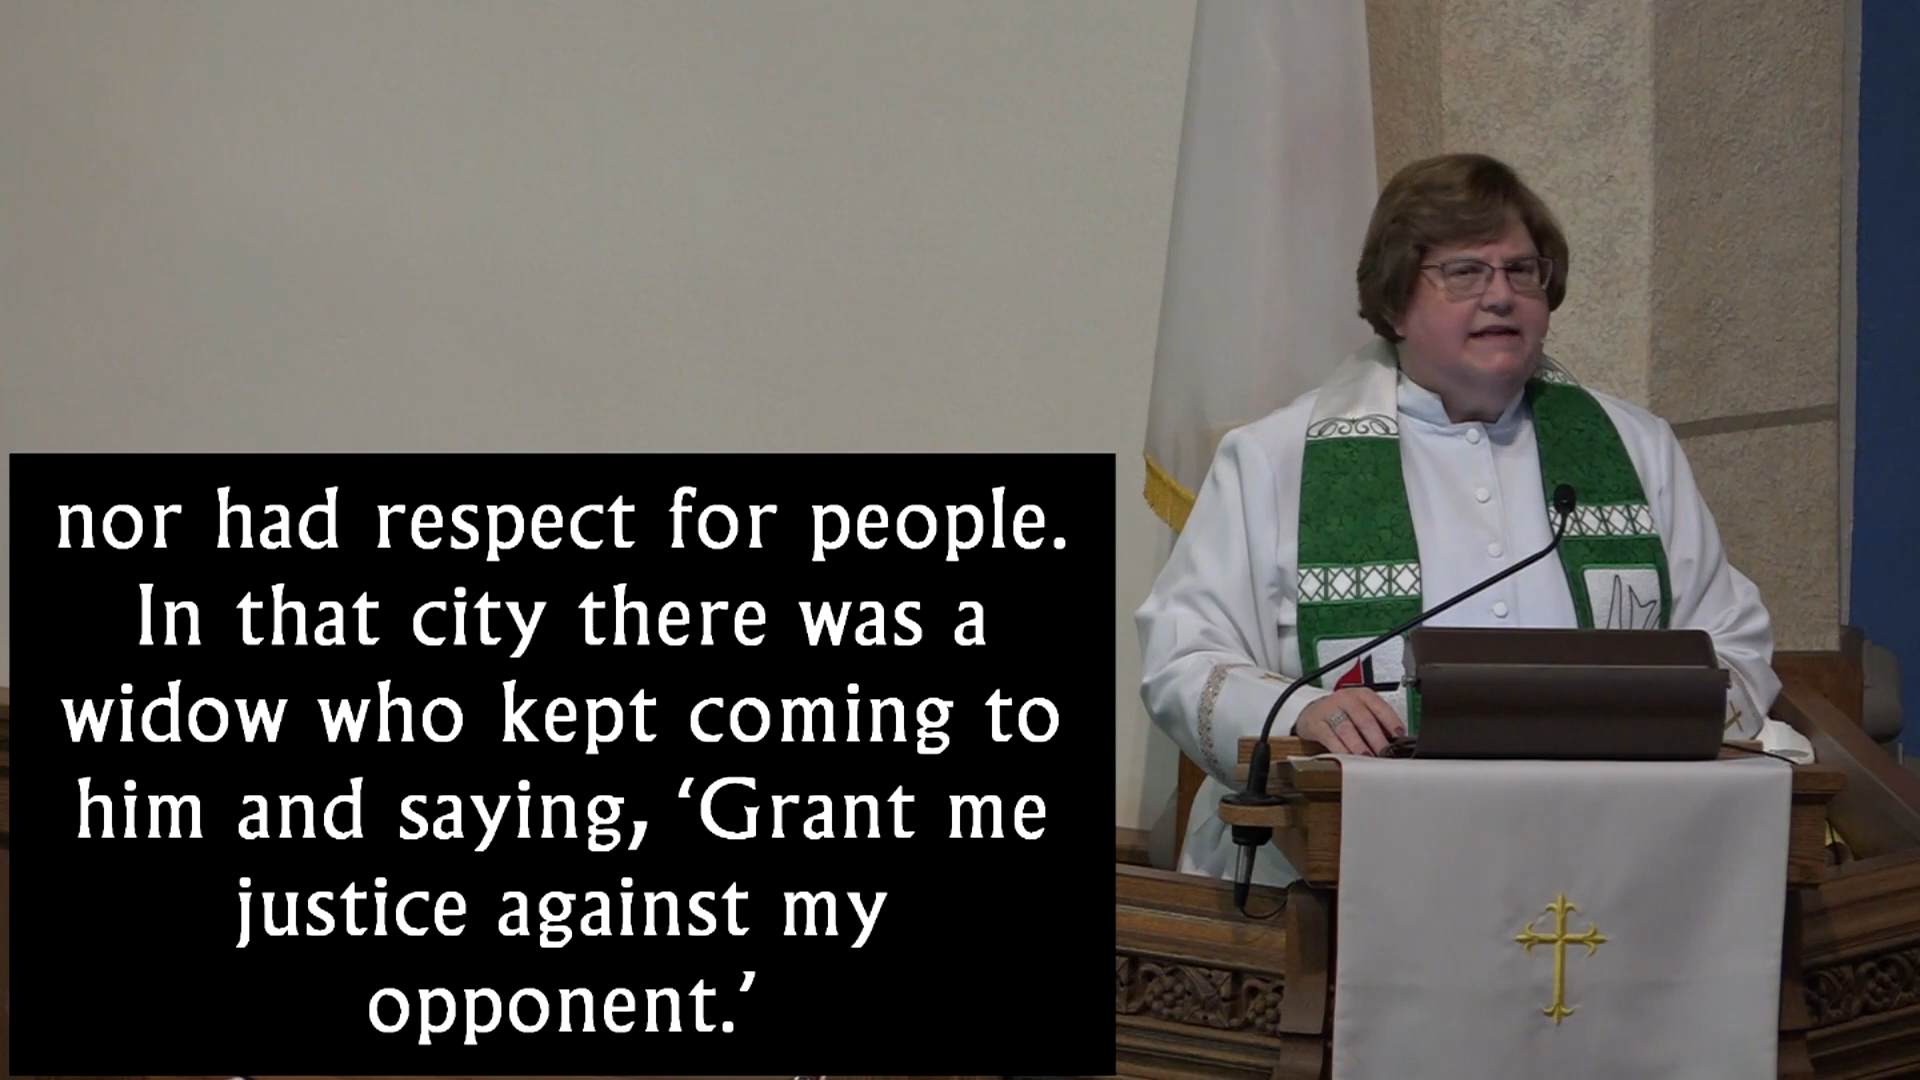 nor had respect for people.
In that city there was a
widow who kept coming to
him and saying, ‘Grant me
justice against my
opponent.’